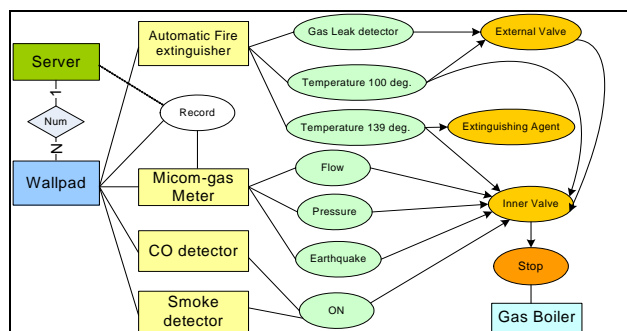 Server
1
Num
N
Wallpad
Automatic Fire
extinguisher
Record
Micom-gas
Meter
CO detector
Smoke
detector
Gas Leak detector
Temperature 100 deg.
Temperature 139 deg.
Flow
Pressure
Earthquake
ON
External Valve
Extinguishing Agent
Inner Valve
Stop
Gas Boiler